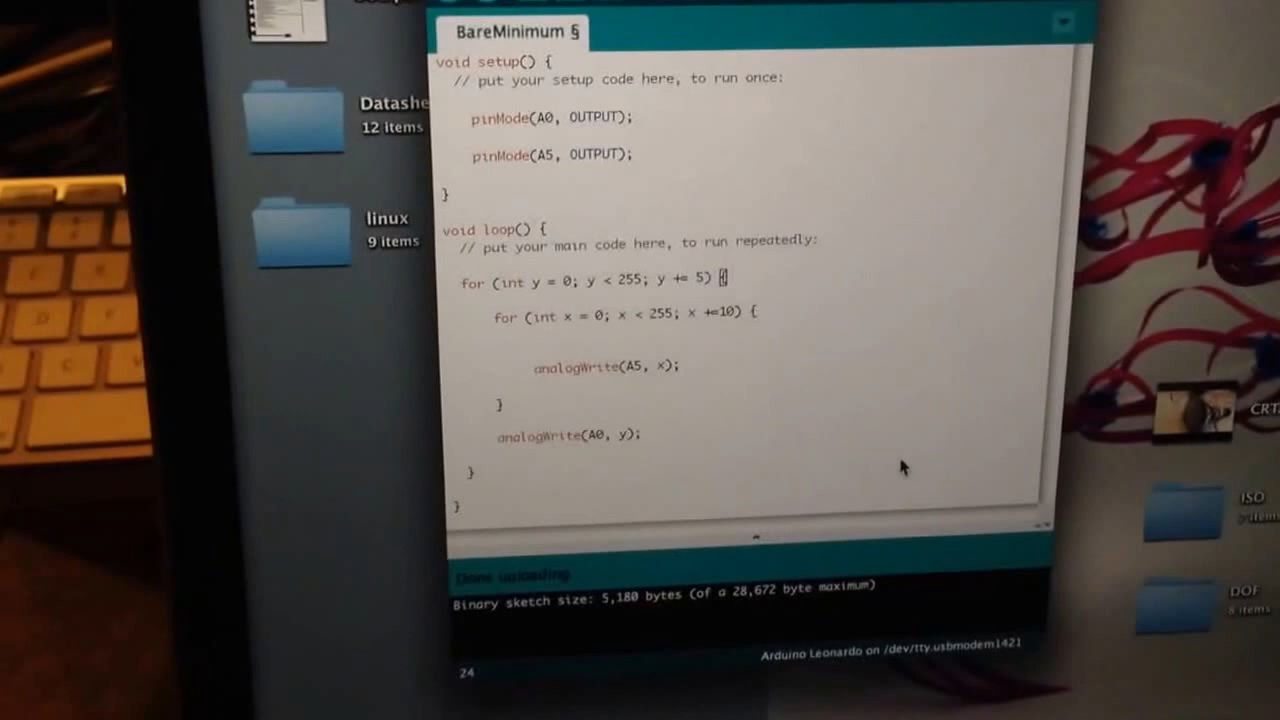 BareMinimum §
void setup() {
// put your setup code here, to run once:
pinMode(A0, OUTPUT);
pinMode(A5, OUTPUT);
}
void loop() {
// put your main code here, to run repeatedly:
for (int y = 0; y < 255; y += 5) {
for (int x = 0; x < 255; x +=10) {
analogWrite(A5, x);
}
analogWrite(A0, y);
}
}
Done uploading
Binary sketch size: 5,180 bytes (of a 28,672 byte maximum)
24
Arduino Leonardo on /dev/tty.usbmodem1421
Datashe
12 items
linux
9 items
CRT
ISO
items
DOF
8 items